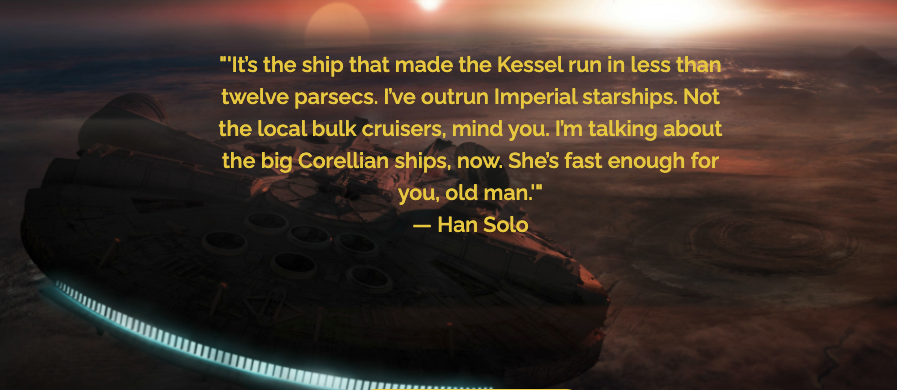 "'It’s the ship that made the Kessel run in less than
twelve parsecs. I’ve outrun Imperial starships. Not
the local bulk cruisers, mind you. I’m talking about
the big Corellian ships, now. She’s fast enough for
you, old man.'"
— Han Solo